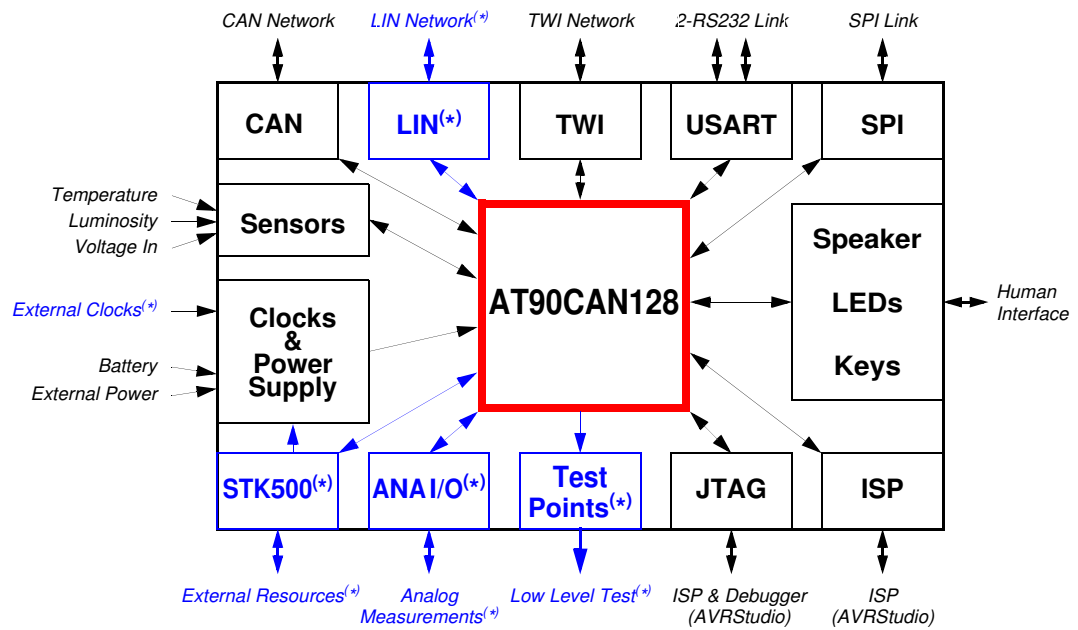 CAN Network
LIN Network(*)
TWI Network
2-RS232 Link
SPI Link
CAN
LIN(*)
TWI
USART
SPI
Temperature
Luminosity
Voltage In
Sensors
Speaker
LEDs
Keys
AT90CAN128
Human
Interface
External Clocks(*)
Battery
External Power
Clocks
&
Power
Supply
STK500(*)
ANA I/O(*)
Test
Points(*)
JTAG
ISP
External Resources(*)
Analog
Measurements(*)
Low Level Test(*)
ISP & Debugger
(AVRStudio)
ISP
(AVRStudio)